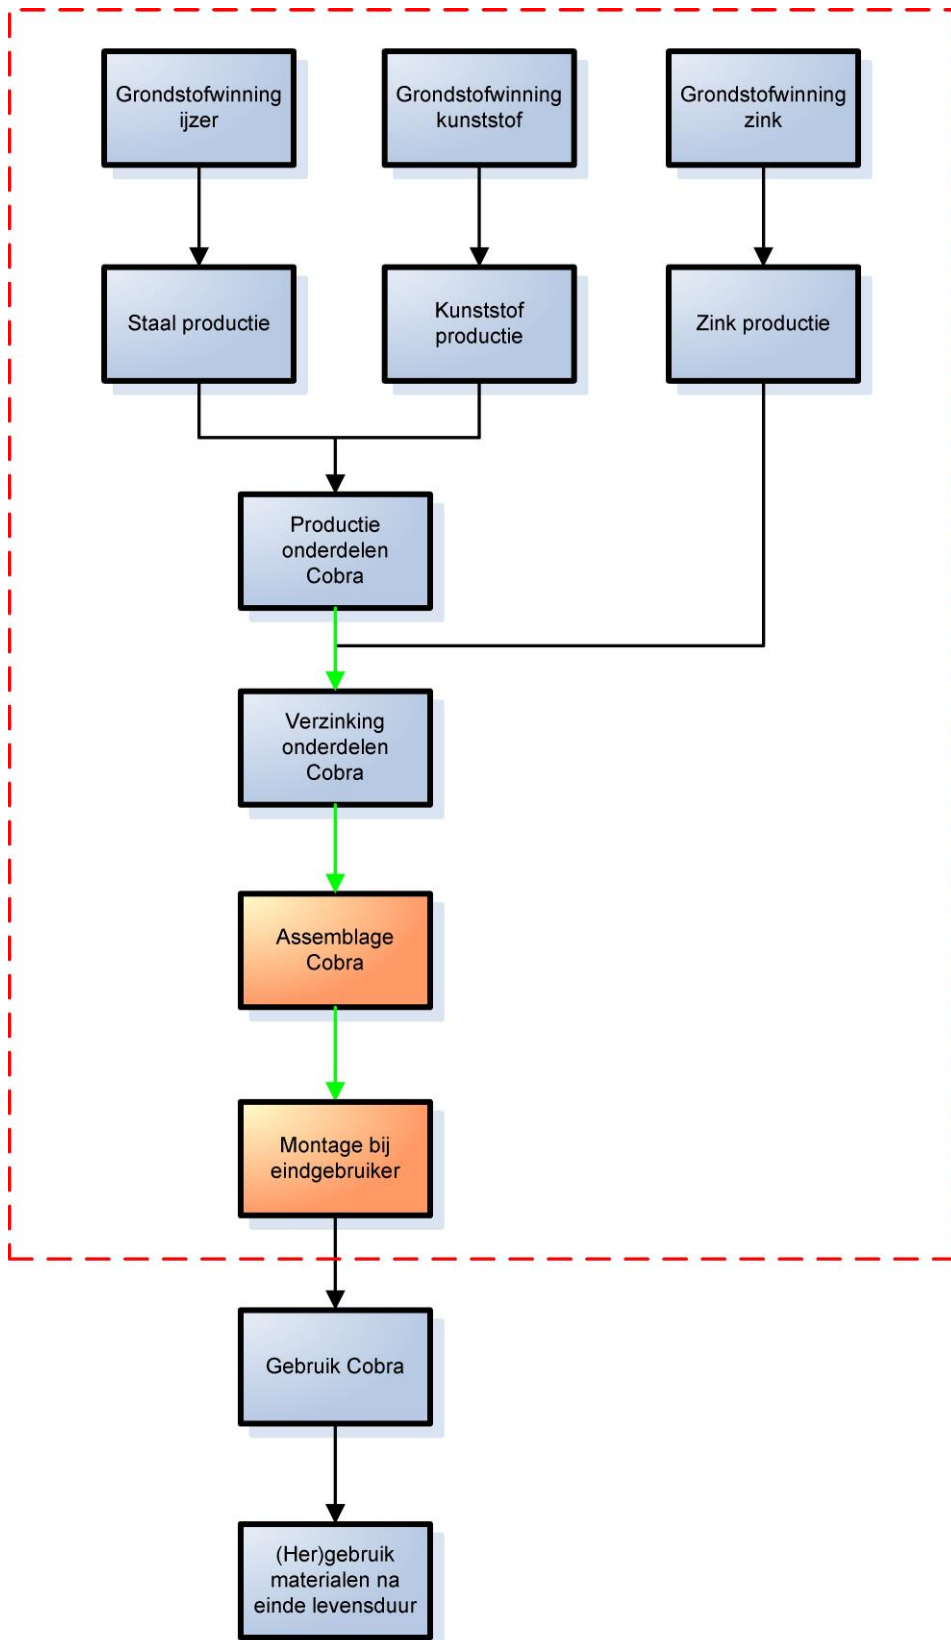 Grondstofwinning
ijzer
Grondstofwinning
kunststof
Grondstofwinning
zink
Staal productie
Kunststof
productie
Zink productie
Productie
onderdelen
Cobra
Verzinking
onderdelen
Cobra
Assemblage
Cobra
Montage bij
eindgebruiker
Gebruik Cobra
(Her)gebruik
materialen na
einde levensduur